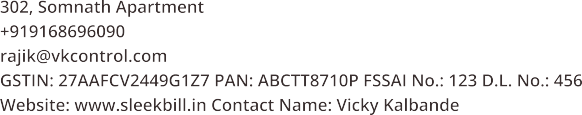 302, Somnath Apartment
+919168696090
rajik@vkcontrol.com
GSTIN: 27AAFCV2449G1Z7 PAN: ABCTT8710P FSSAI No.: 123 D.L. No.: 456
Website: www.sleekbill.in Contact Name: Vicky Kalbande